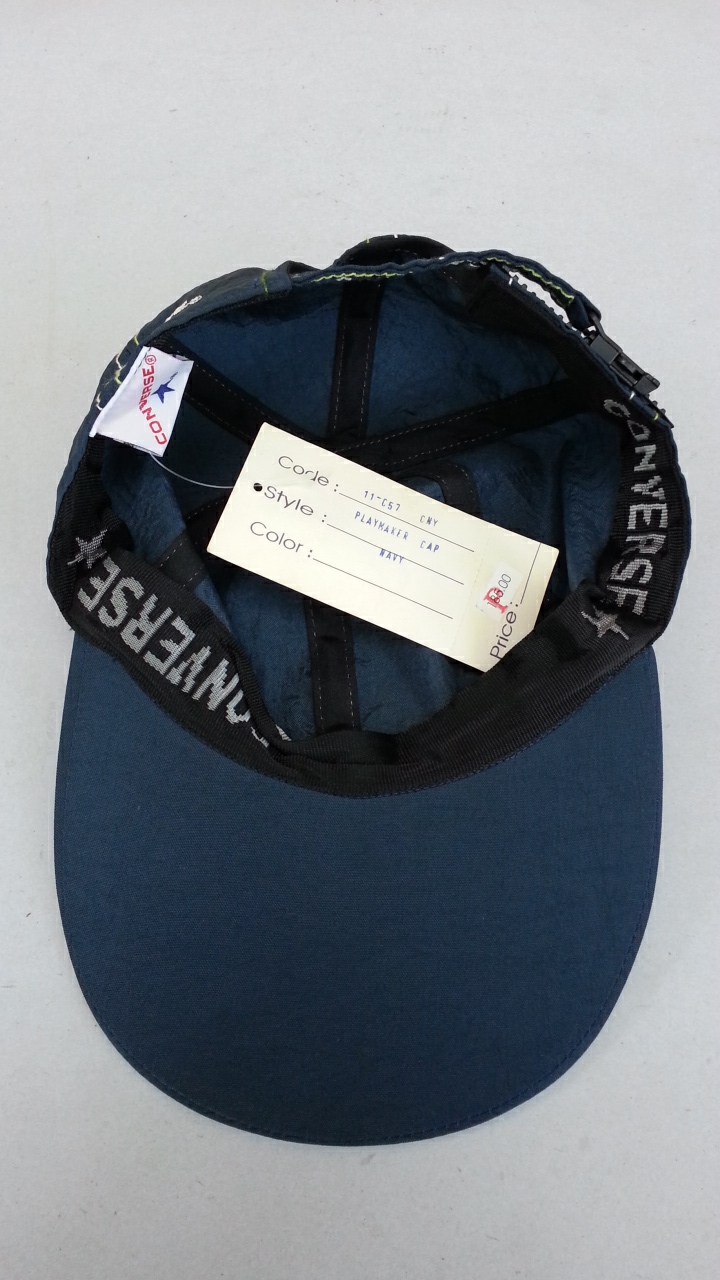 CONVERSE®
Code: 11-C57 CNY
Style: PLAYMAKER CAP
Color: NAVY
Price:
CONVERSE
CONVERSE